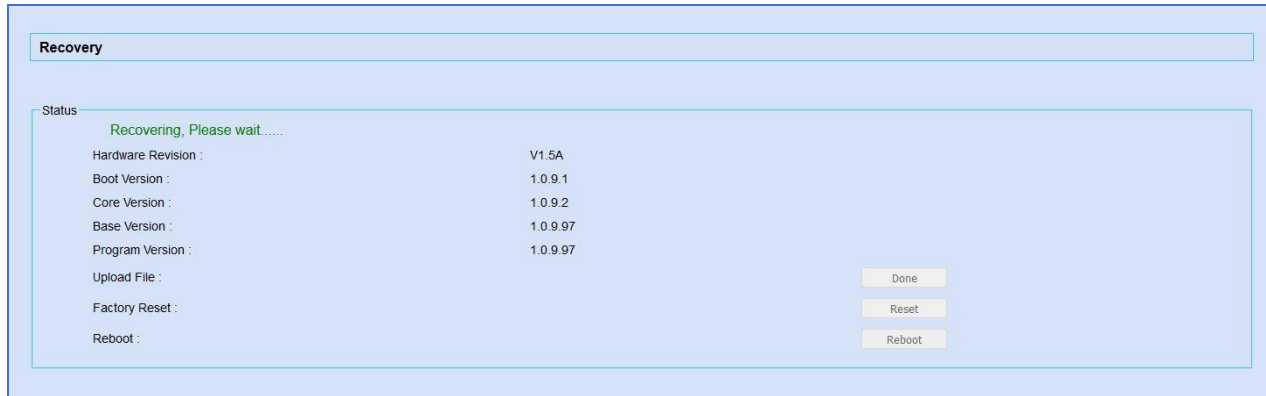 Recovery
Status
Recovering, Please wait......
Hardware Revision : V1.5A
Boot Version : 1.0.9.1
Core Version : 1.0.9.2
Base Version : 1.0.9.97
Program Version : 1.0.9.97
Upload File : Done
Factory Reset : Reset
Reboot : Reboot